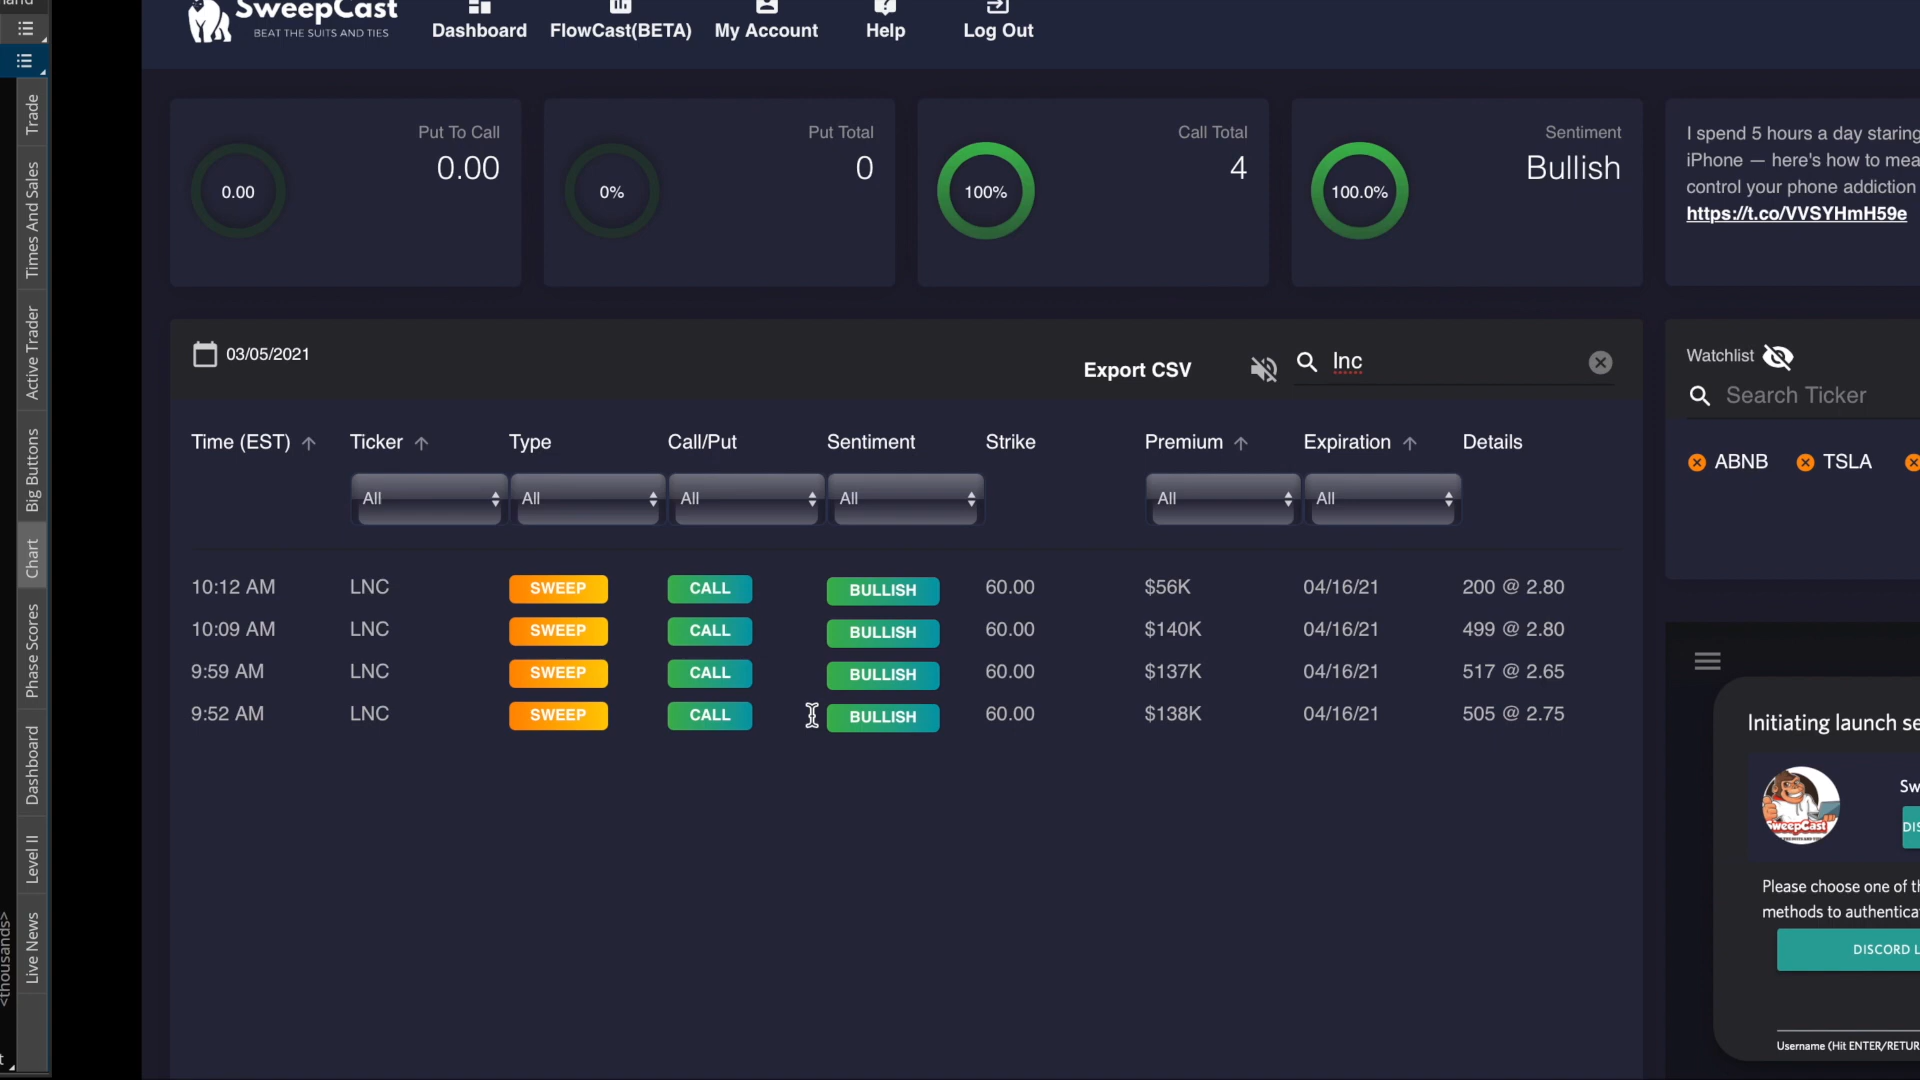 SweepCast
BEAT THE SUITS AND TIES
Dashboard FlowCast(BETA) My Account Help Log Out
Trade
Times And Sales
Active Trader
Big Buttons
Chart
Phase Scores
Dashboard
Level II
Live News
<thousands>
Put To Call
0.00
0.00
Put Total
0
0%
Call Total
4
100%
Sentiment
Bullish
100.0%
I spend 5 hours a day staring
iPhone — here's how to mea
control your phone addiction
https://t.co/VVSYHmH59e
03/05/2021
Export CSV
lnc
Time (EST) Ticker Type Call/Put Sentiment Strike Premium Expiration Details
All All All All All All
10:12 AM LNC SWEEP CALL BULLISH 60.00 $56K 04/16/21 200 @ 2.80
10:09 AM LNC SWEEP CALL BULLISH 60.00 $140K 04/16/21 499 @ 2.80
9:59 AM LNC SWEEP CALL BULLISH 60.00 $137K 04/16/21 517 @ 2.65
9:52 AM LNC SWEEP CALL BULLISH 60.00 $138K 04/16/21 505 @ 2.75
Watchlist
Search Ticker
ABNB TSLA
Initiating launch se
SweepCast
Sw
DIS
Please choose one of th
methods to authentica
DISCORD L
Username (Hit ENTER/RETUR